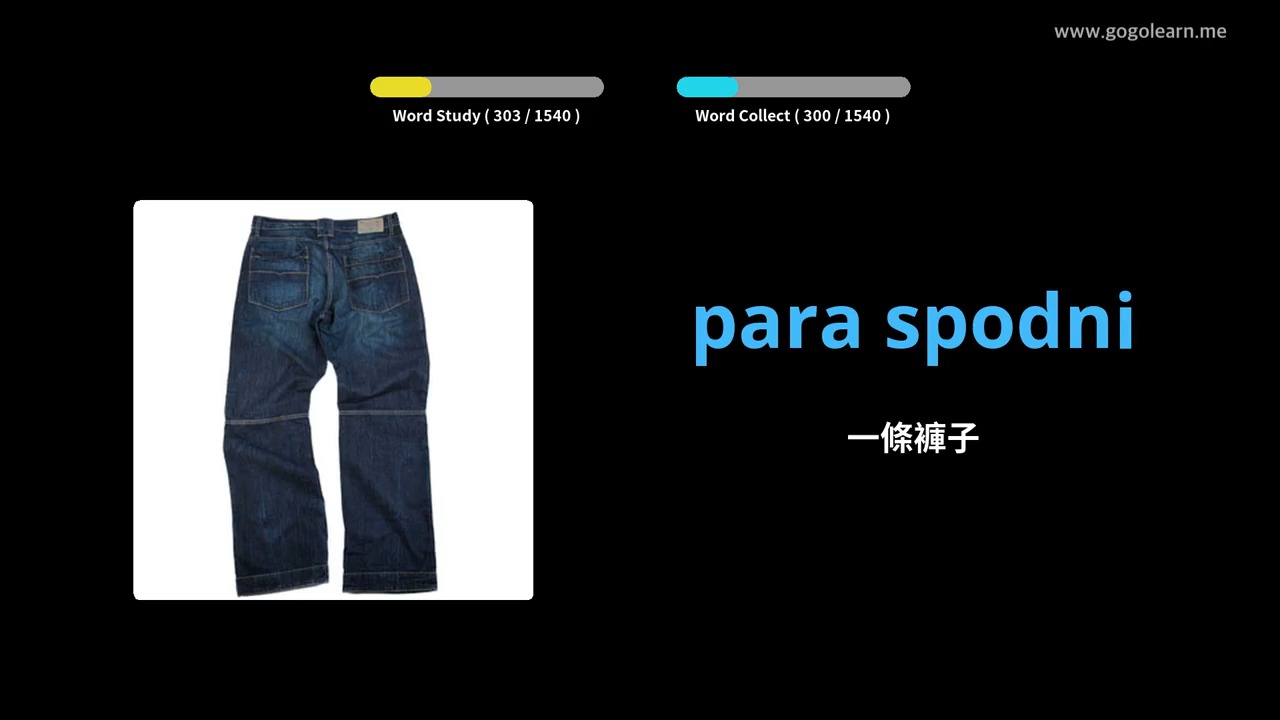 www.gogolearn.me
Word Study ( 303 / 1540 )
Word Collect ( 300 / 1540 )
para spodni
一條褲子